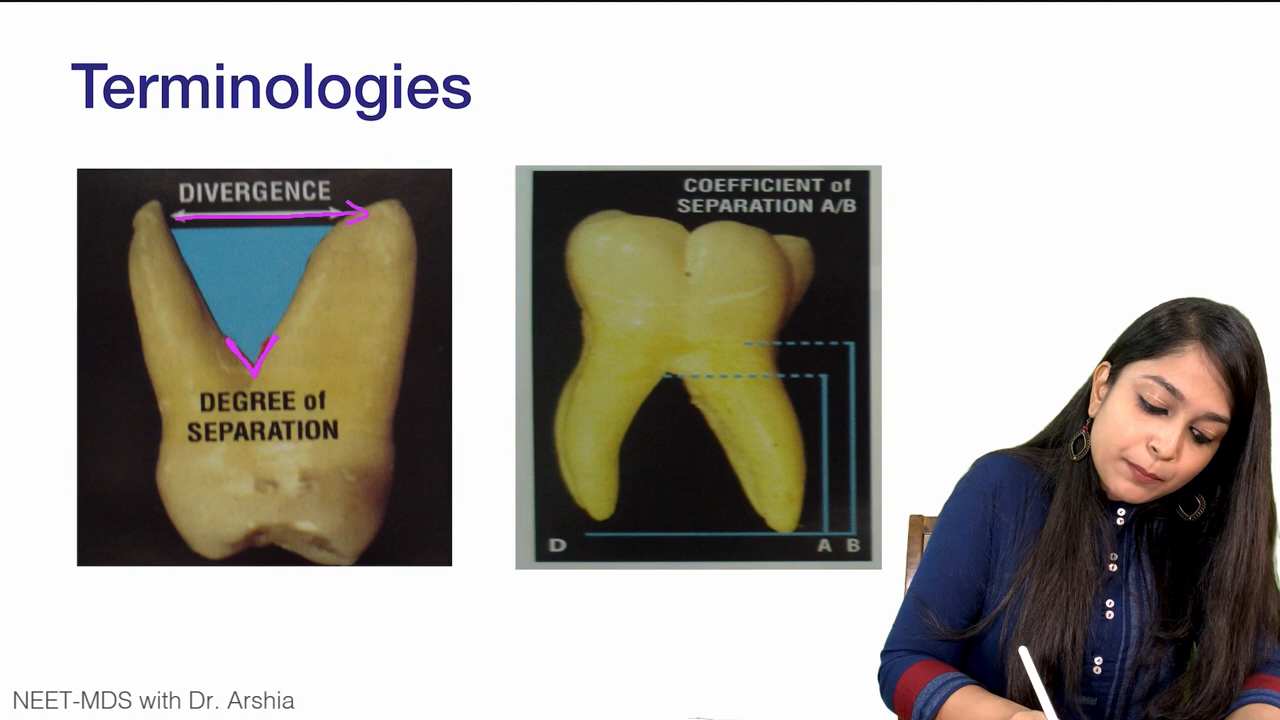 Terminologies
DIVERGENCE
DEGREE of
SEPARATION
COEFFICIENT of
SEPARATION A/B
D
A B
NEET-MDS with Dr. Arshia